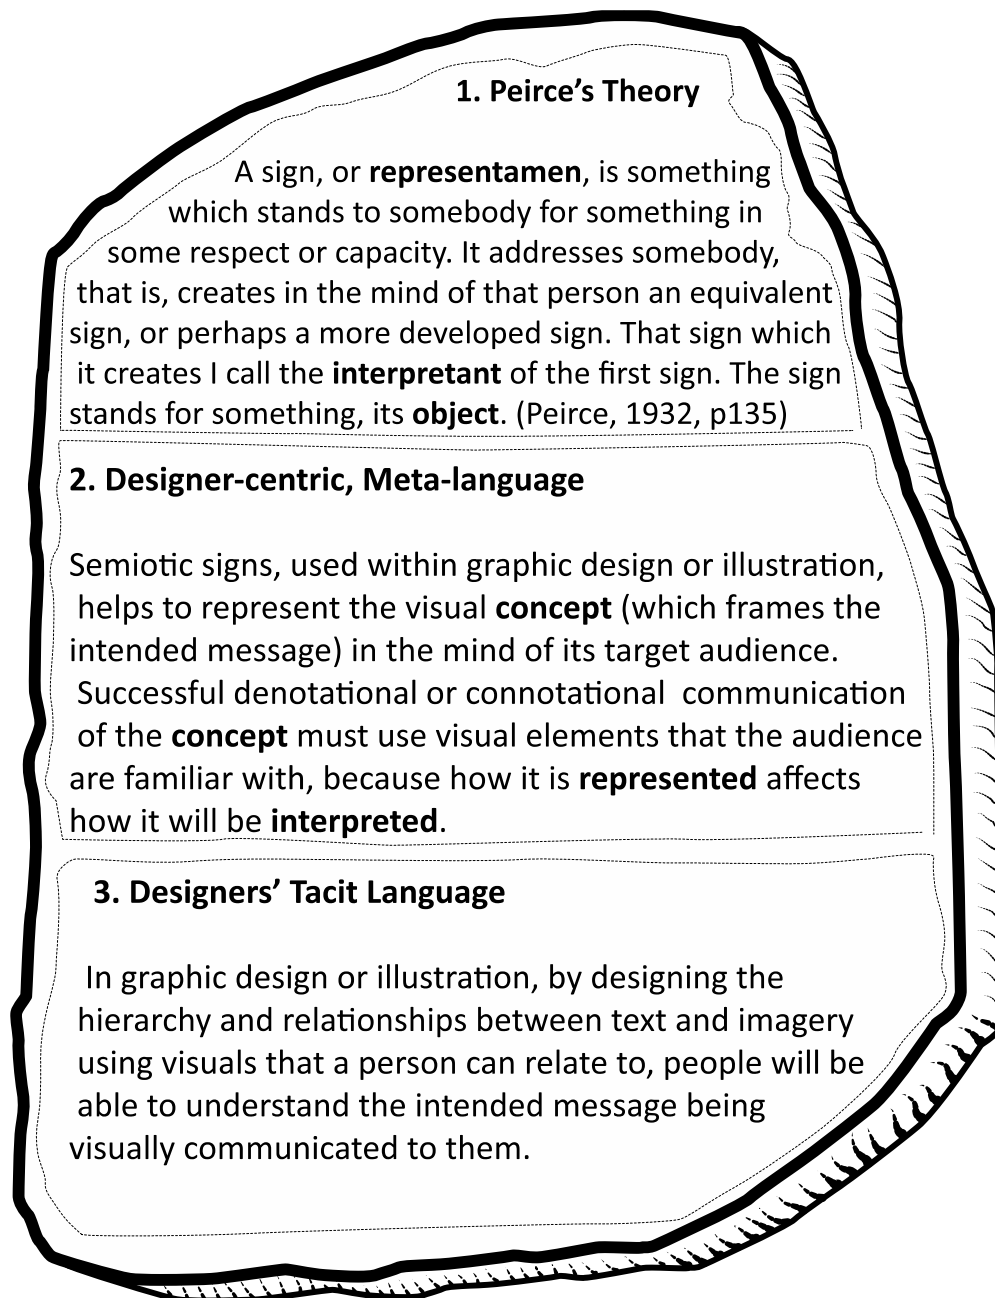 1. Peirce’s Theory
A sign, or representamen, is something
which stands to somebody for something in
some respect or capacity. It addresses somebody,
that is, creates in the mind of that person an equivalent
sign, or perhaps a more developed sign. That sign which
it creates I call the interpretant of the first sign. The sign
stands for something, its object. (Peirce, 1932, p135)
2. Designer-centric, Meta-language
Semiotic signs, used within graphic design or illustration,
helps to represent the visual concept (which frames the
intended message) in the mind of its target audience.
Successful denotational or connotational communication
of the concept must use visual elements that the audience
are familiar with, because how it is represented affects
how it will be interpreted.
3. Designers’ Tacit Language
In graphic design or illustration, by designing the
hierarchy and relationships between text and imagery
using visuals that a person can relate to, people will be
able to understand the intended message being
visually communicated to them.